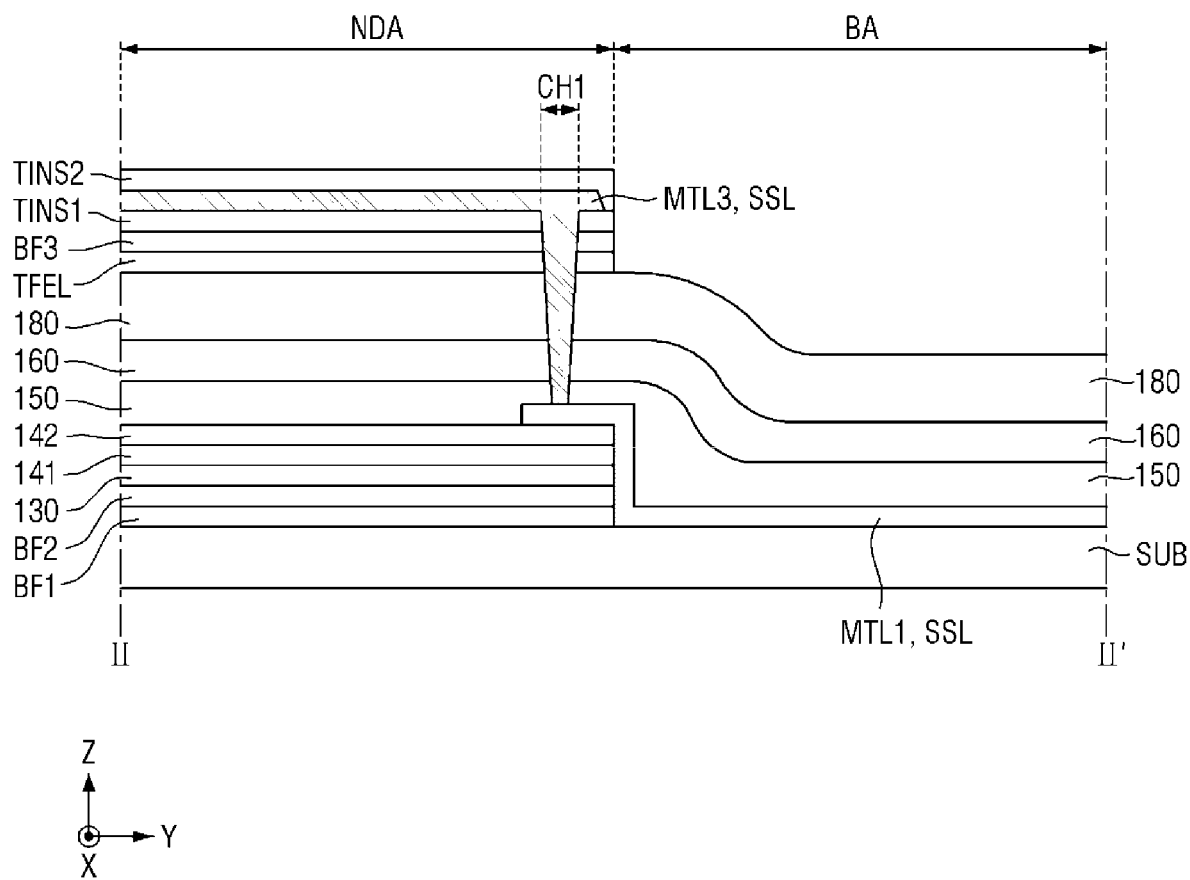 NDA
BA
CH1
TINS2
MTL3, SSL
TINS1
BF3
TFEL
180
160
150
142
141
130
BF2
BF1
180
160
150
SUB
MTL1, SSL
II
II'
Z
Y
X